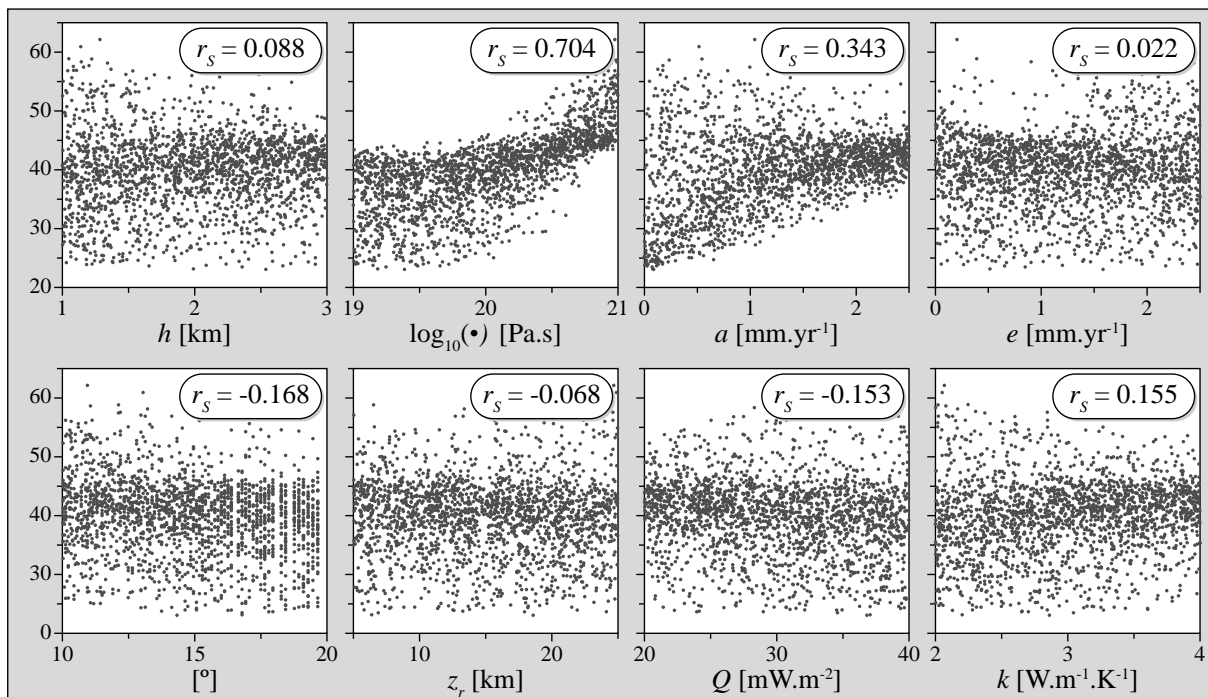 r_S = 0.088
r_S = 0.704
r_S = 0.343
r_S = 0.022
60
50
40
30
20
1 2 3
19 20 21
0 1 2
0 1 2
h [km]
log₁₀(•) [Pa.s]
a [mm.yr⁻¹]
e [mm.yr⁻¹]
r_S = -0.168
r_S = -0.068
r_S = -0.153
r_S = 0.155
60
50
40
30
0
10 15 20
10 20
20 30 40
2 3 4
[º]
z_r [km]
Q [mW.m⁻²]
k [W.m⁻¹.K⁻¹]